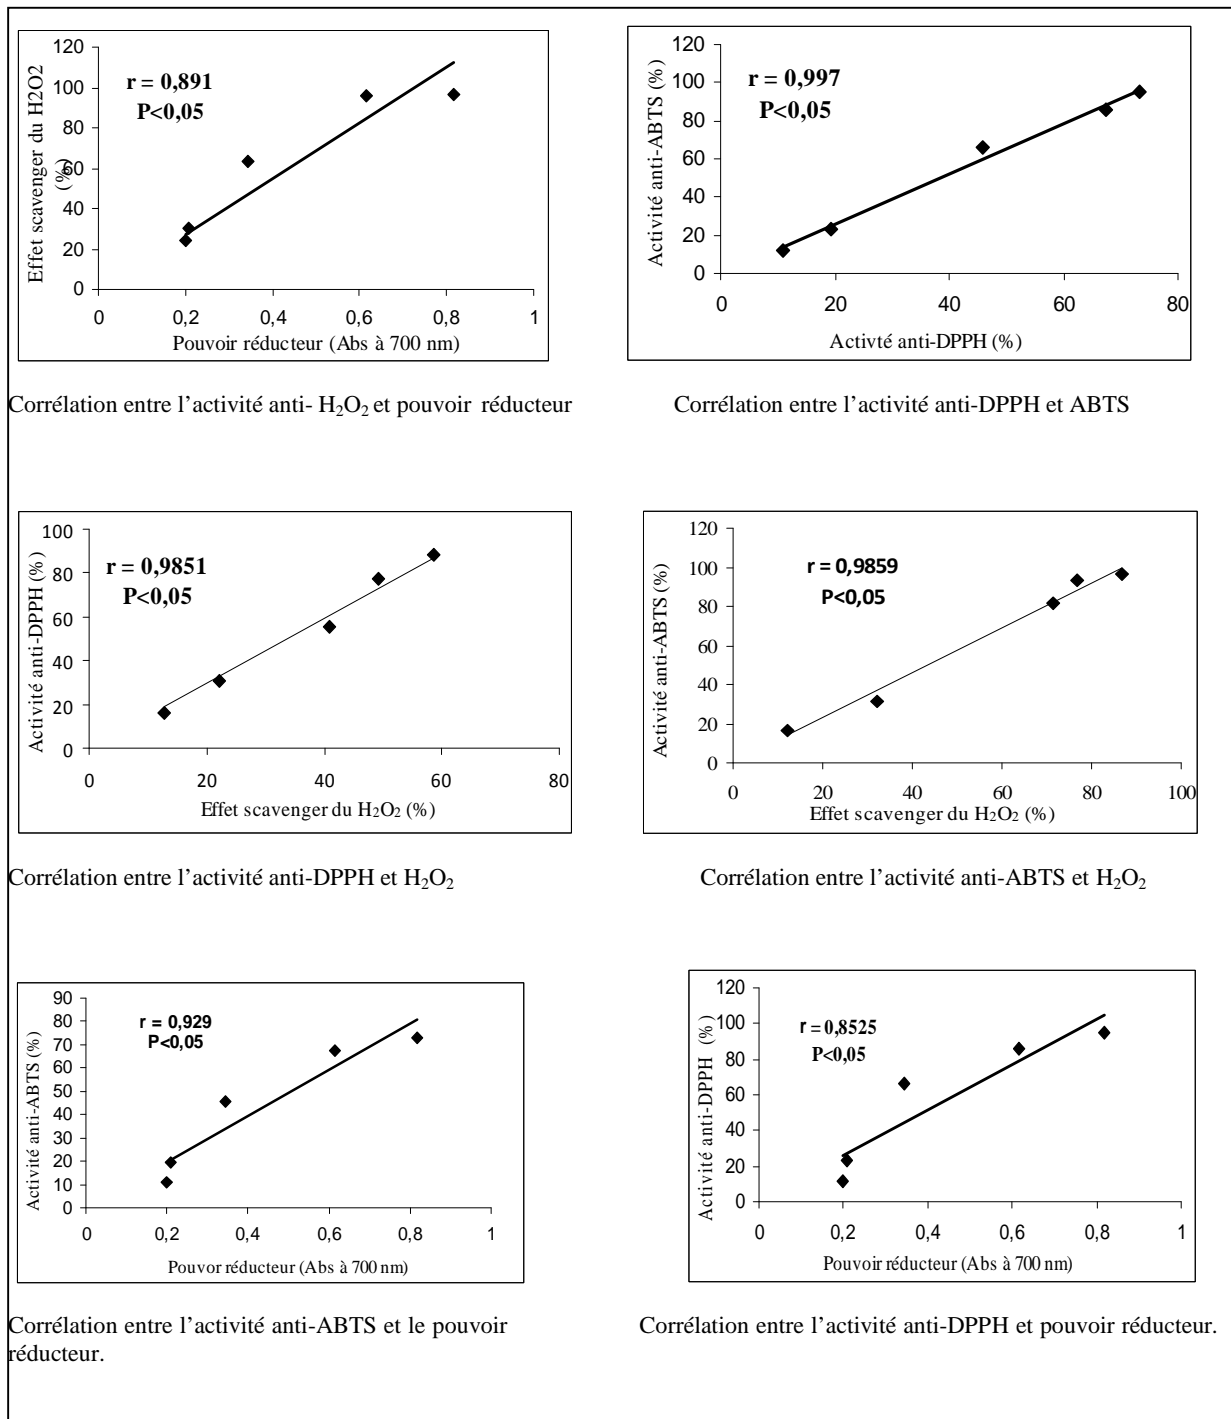 120
100
80
60
40
20
0
Effet scavenger du H2O2
(%)
r = 0,891
P<0,05
0 0,2 0,4 0,6 0,8 1
Pouvoir réducteur (Abs à 700 nm)
Corrélation entre l’activité anti- H₂O₂ et pouvoir réducteur
120
100
80
60
40
20
0
Activité anti-ABTS (%)
r = 0,997
P<0,05
0 20 40 60 80
Activté anti-DPPH (%)
Corrélation entre l’activité anti-DPPH et ABTS
100
80
60
40
20
0
Activité anti-DPPH (%)
r = 0,9851
P<0,05
0 20 40 60 80
Effet scavenger du H₂O₂ (%)
Corrélation entre l’activité anti-DPPH et H₂O₂
120
100
80
60
40
20
0
Activité anti-ABTS (%)
r = 0,9859
P<0,05
0 20 40 60 80 100
Effet scavenger du H₂O₂ (%)
Corrélation entre l’activité anti-ABTS et H₂O₂
90
80
70
60
50
40
30
20
10
0
Activité anti-ABTS (%)
r = 0,929
P<0,05
0 0,2 0,4 0,6 0,8 1
Pouvor réducteur (Abs à 700 nm)
Corrélation entre l’activité anti-ABTS et le pouvoir
réducteur.
120
100
80
60
40
20
0
Activité anti-DPPH (%)
r = 0,8525
P<0,05
0 0,2 0,4 0,6 0,8 1
Pouvoir réducteur (Abs à 700 nm)
Corrélation entre l’activité anti-DPPH et pouvoir réducteur.